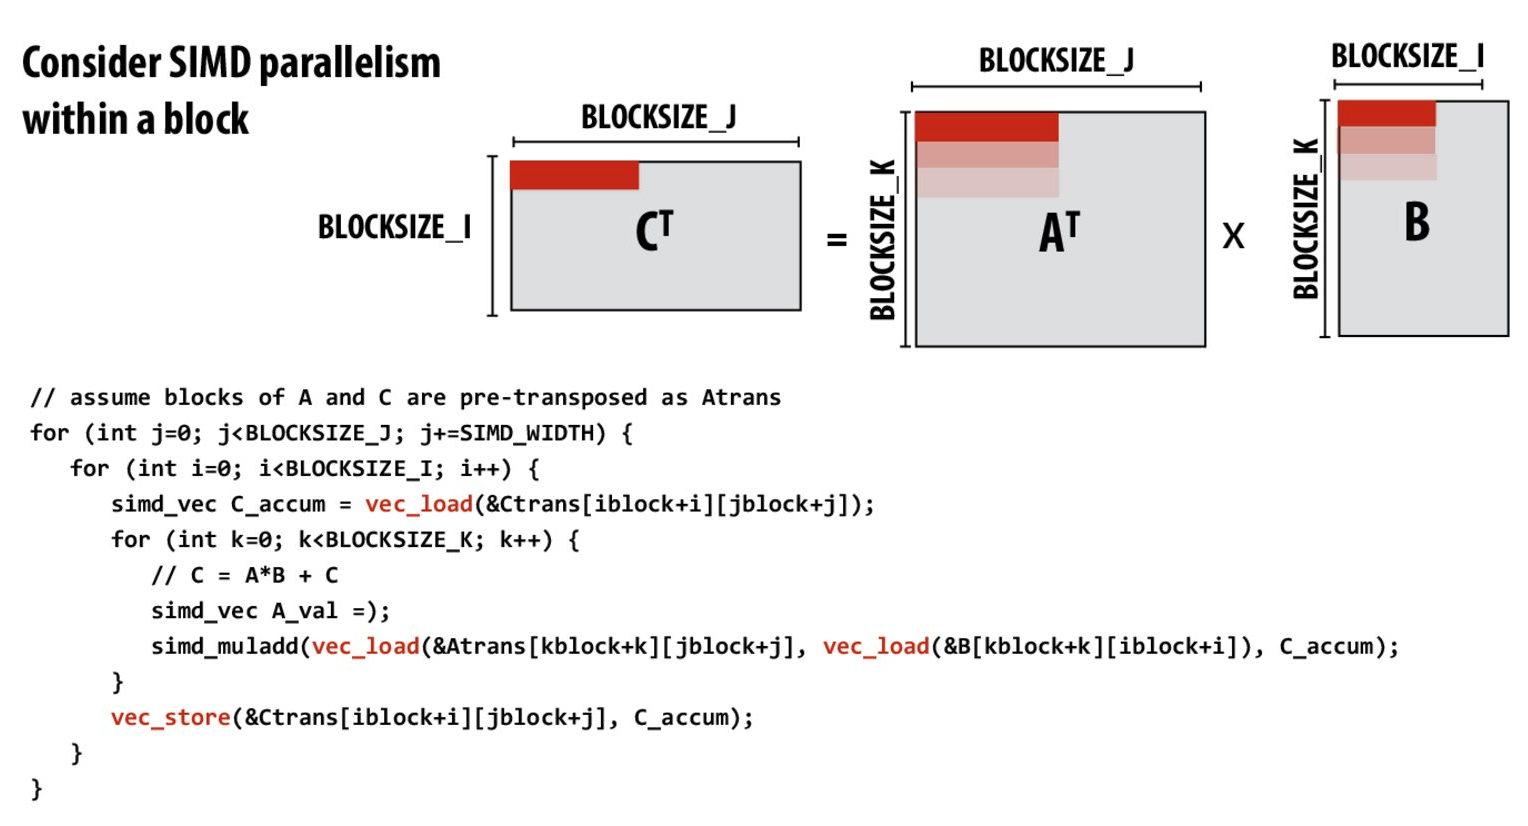 Consider SIMD parallelism
within a block
BLOCKSIZE_J
BLOCKSIZE_I
C^T
=
BLOCKSIZE_J
BLOCKSIZE_K
A^T
X
BLOCKSIZE_I
BLOCKSIZE_K
B
// assume blocks of A and C are pre-transposed as Atrans
for (int j=0; j<BLOCKSIZE_J; j+=SIMD_WIDTH) {
   for (int i=0; i<BLOCKSIZE_I; i++) {
      simd_vec C_accum = vec_load(&Ctrans[iblock+i][jblock+j]);
      for (int k=0; k<BLOCKSIZE_K; k++) {
         // C = A*B + C
         simd_vec A_val =);
         simd_muladd(vec_load(&Atrans[kblock+k][jblock+j], vec_load(&B[kblock+k][iblock+i]), C_accum);
      }
      vec_store(&Ctrans[iblock+i][jblock+j], C_accum);
   }
}